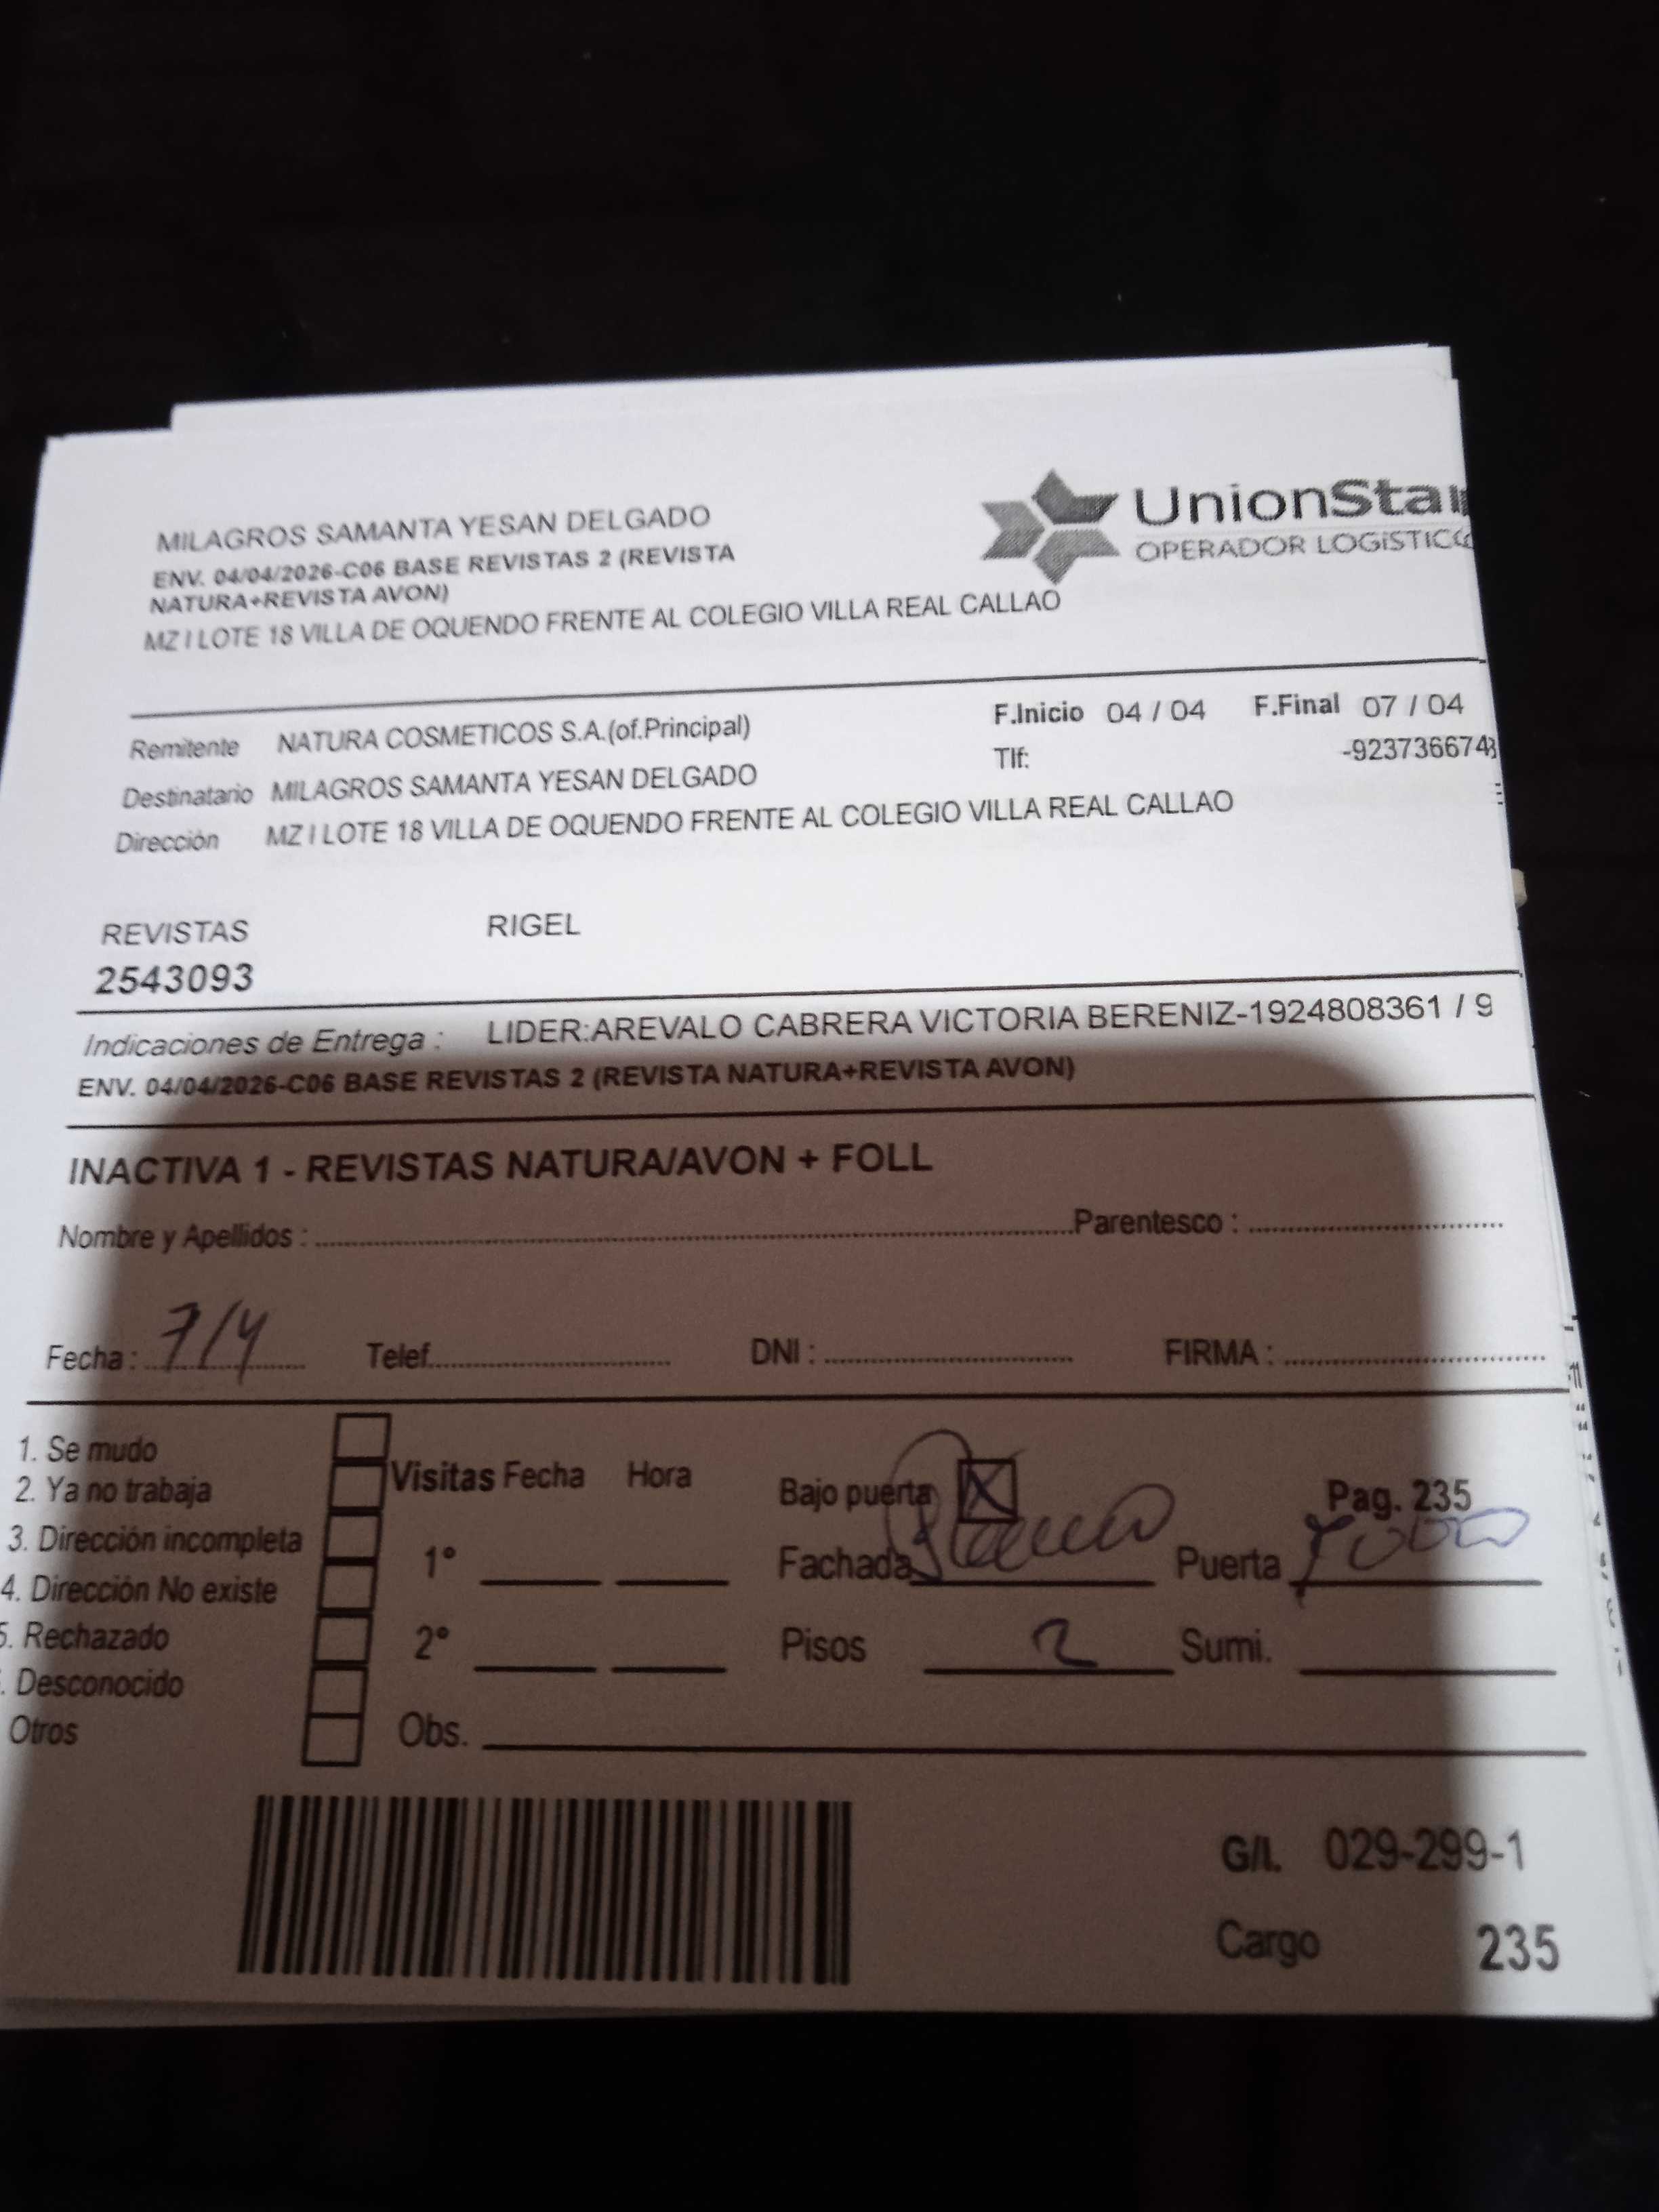 MILAGROS SAMANTA YESAN DELGADO
ENV. 04/04/2026-C06 BASE REVISTAS 2 (REVISTA
NATURA+REVISTA AVON)
MZ I LOTE 18 VILLA DE OQUENDO FRENTE AL COLEGIO VILLA REAL CALLAO
UnionStar
OPERADOR LOGÍSTICO
Remitente NATURA COSMETICOS S.A.(of.Principal) F.Inicio 04 / 04 F.Final 07 / 04
Destinatario MILAGROS SAMANTA YESAN DELGADO Tlf: -923736674
Dirección MZ I LOTE 18 VILLA DE OQUENDO FRENTE AL COLEGIO VILLA REAL CALLAO
REVISTAS RIGEL
2543093
Indicaciones de Entrega : LIDER:AREVALO CABRERA VICTORIA BERENIZ-1924808361 / 9
ENV. 04/04/2026-C06 BASE REVISTAS 2 (REVISTA NATURA+REVISTA AVON)
INACTIVA 1 - REVISTAS NATURA/AVON + FOLL
Nombre y Apellidos : Parentesco :
Fecha : 7/4 Telef. DNI : FIRMA :
1. Se mudo
2. Ya no trabaja
3. Dirección incompleta
4. Dirección No existe
5. Rechazado
. Desconocido
Otros
Visitas Fecha Hora
1°
2°
Obs.
Bajo puerta X Pag. 235
Fachada Puerta
Pisos 2 Sumi.
G/I. 029-299-1
Cargo 235